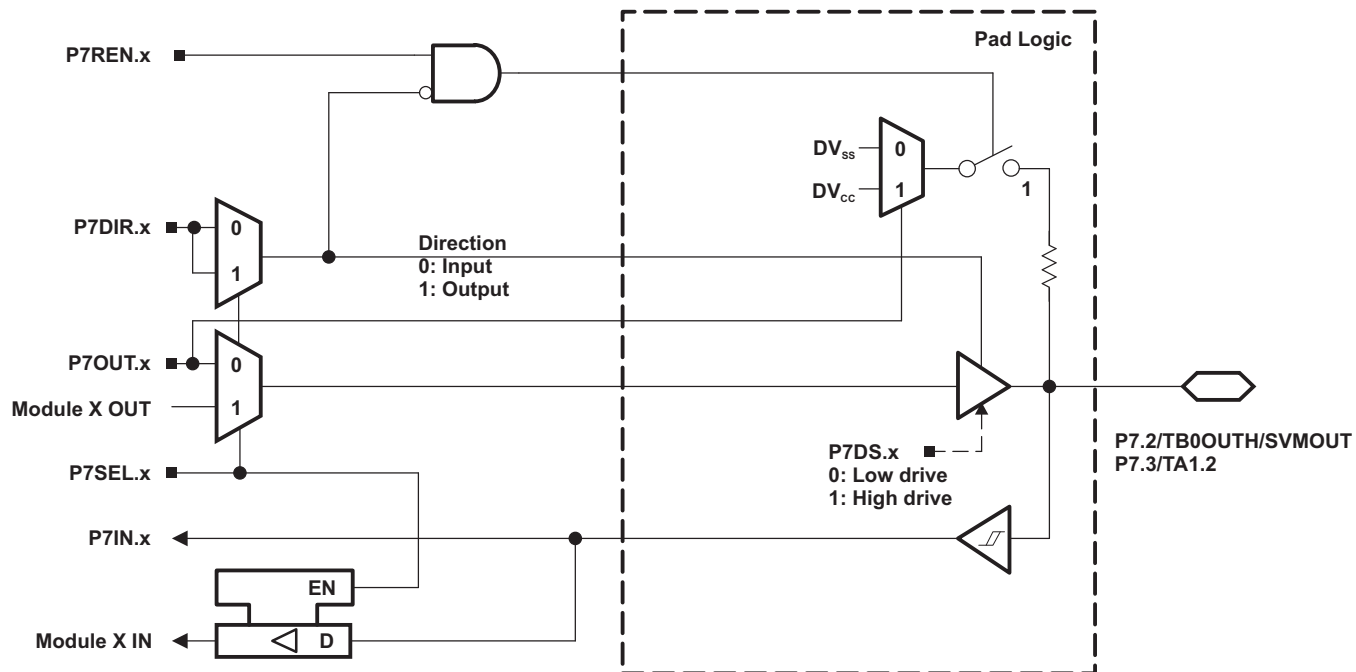 Pad Logic
P7REN.x
DVSS
0
DVCC
1
1
P7DIR.x
0
1
Direction
0: Input
1: Output
P7OUT.x
0
Module X OUT
1
P7SEL.x
P7DS.x
0: Low drive
1: High drive
P7.2/TB0OUTH/SVMOUT
P7.3/TA1.2
P7IN.x
EN
Module X IN
D